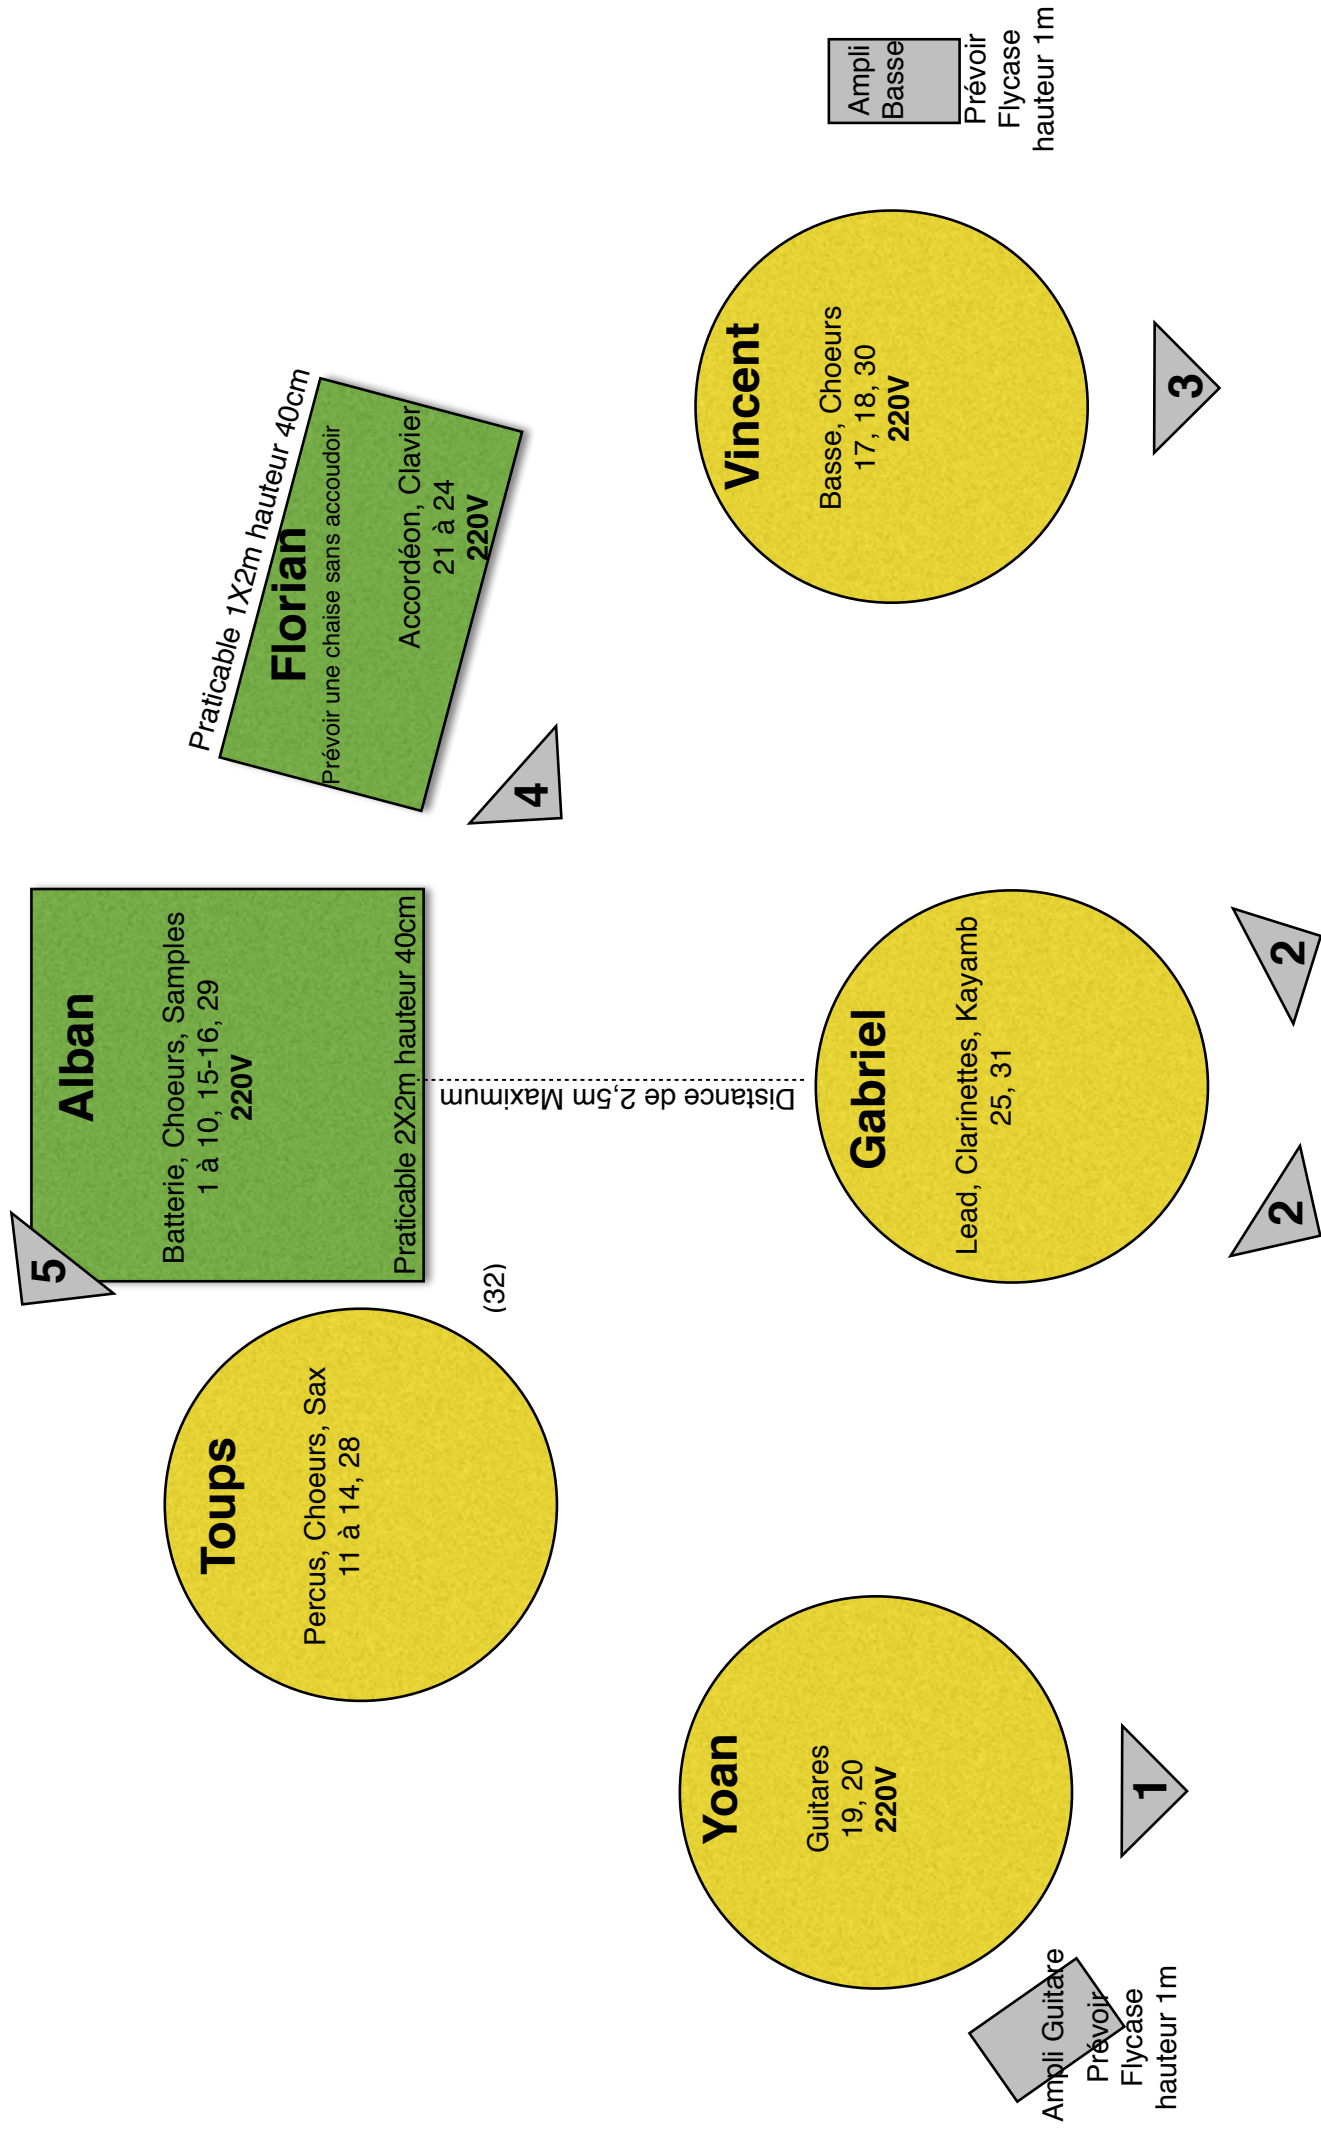 5
Alban
Batterie, Choeurs, Samples
1 à 10, 15-16, 29
220V
Praticable 2X2m hauteur 40cm
Praticable 1X2m hauteur 40cm
Florian
Prévoir une chaise sans accoudoir
Accordéon, Clavier
21 à 24
220V
4
Toups
Percus, Choeurs, Sax
11 à 14, 28
(32)
Distance de 2,5m Maximum
Yoan
Guitares
19, 20
220V
1
Ampli Guitare
Prévoir
Flycase
hauteur 1m
Gabriel
Lead, Clarinettes, Kayamb
25, 31
2
2
Vincent
Basse, Choeurs
17, 18, 30
220V
3
Ampli
Basse
Prévoir
Flycase
hauteur 1m